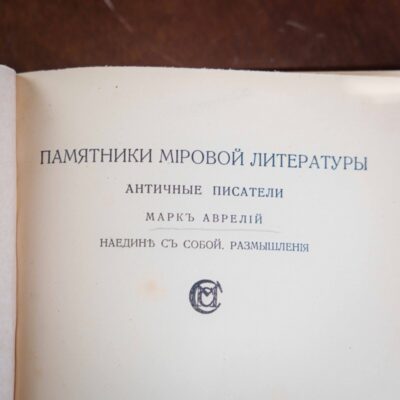 ПАМЯТНИКИ МІРОВОЙ ЛИТЕРАТУРЫ
АНТИЧНЫЕ ПИСАТЕЛИ
МАРКЪ АВРЕЛІЙ
НАЕДИНѢ СЪ СОБОЙ. РАЗМЫШЛЕНІЯ